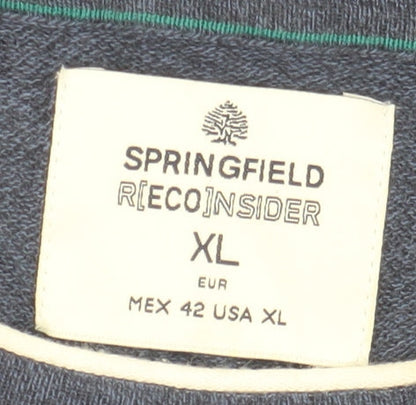 SPRINGFIELD
R[ECO]NSIDER
XL
EUR
MEX 42 USA XL